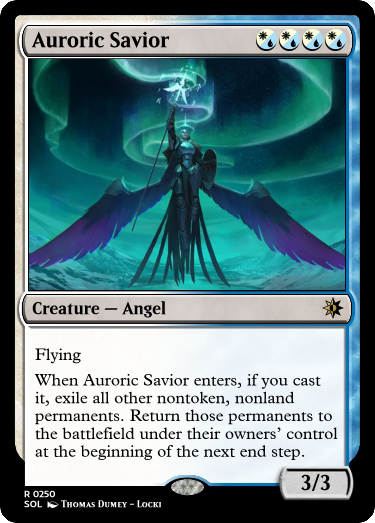 Auroric Savior
Creature — Angel
Flying
When Auroric Savior enters, if you cast
it, exile all other nontoken, nonland
permanents. Return those permanents to
the battlefield under their owners’ control
at the beginning of the next end step.
3/3
R 0250
SOL Thomas Dumey – Locki